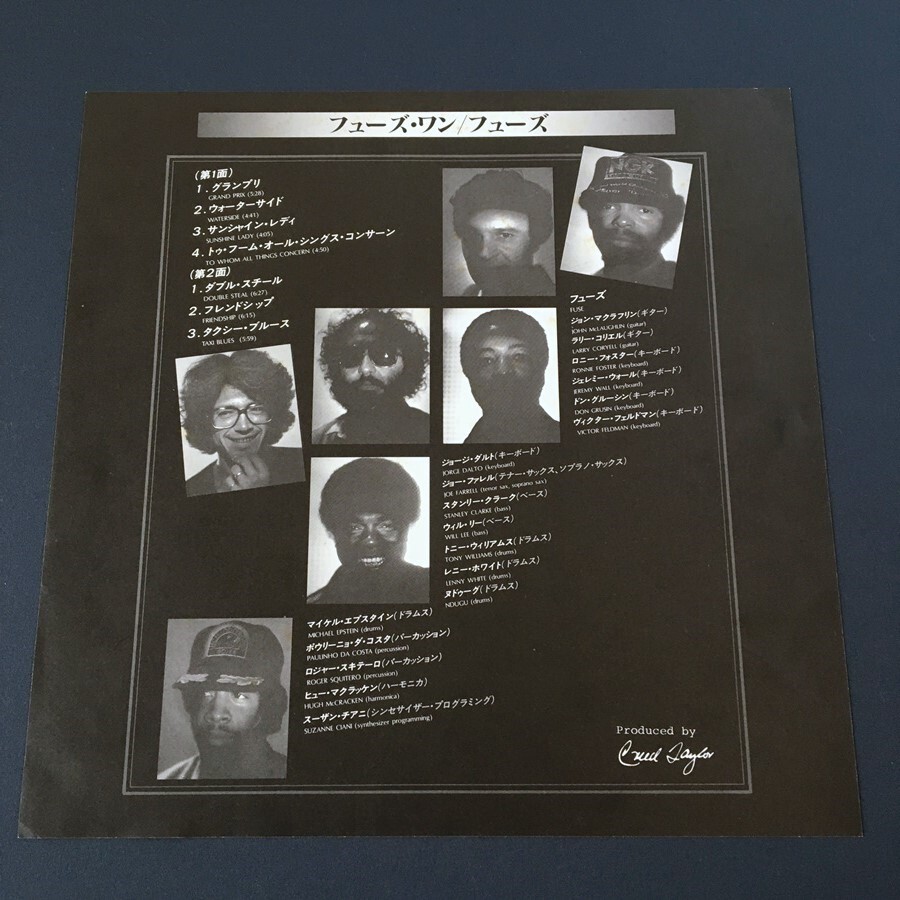 フューズ・ワン/フューズ
(第1面)
1.グランプリ
GRAND PRIX (5:28)
2.ウォーターサイド
WATERSIDE (4:41)
3.サンシャイン・レディ
SUNSHINE LADY (4:05)
4.トゥ・フーム・オール・シングス・コンサーン
TO WHOM ALL THINGS CONCERN (4:50)
(第2面)
1.ダブル・スチール
DOUBLE STEAL (6:27)
2.フレンドシップ
FRIENDSHIP (6:15)
3.タクシー・ブルース
TAXI BLUES (5:59)
NGK
フューズ
FUSE
ジョン・マクラフリン(ギター)
JOHN McLAUGHLIN (guitar)
ラリー・コリエル(ギター)
LARRY CORYELL (guitar)
ロニー・フォスター(キーボード)
RONNIE FOSTER (keyboard)
ジェレミー・ウォール(キーボード)
JEREMY WALL (keyboard)
ドン・グルーシン(キーボード)
DON GRUSIN (keyboard)
ヴィクター・フェルドマン(キーボード)
VICTOR FELDMAN (keyboard)
ジョージ・ダルト(キーボード)
JORGE DALTO (keyboard)
ジョー・ファレル(テナー・サックス、ソプラノ・サックス)
JOE FARRELL (tenor sax, soprano sax)
スタンリー・クラーク(ベース)
STANLEY CLARKE (bass)
ウィル・リー(ベース)
WILL LEE (bass)
トニー・ウィリアムス(ドラムス)
TONY WILLIAMS (drums)
レニー・ホワイト(ドラムス)
LENNY WHITE (drums)
ヌドゥーグ(ドラムス)
NDUGU (drums)
マイケル・エプスタイン(ドラムス)
MICHAEL EPSTEIN (drums)
ポウリーニョ・ダ・コスタ(パーカッション)
PAULINHO DA COSTA (percussion)
ロジャー・スキテーロ(パーカッション)
ROGER SQUITERO (percussion)
ヒュー・マクラッケン(ハーモニカ)
HUGH McCRACKEN (harmonica)
スーザン・チアニ(シンセサイザー・プログラミング)
SUZANNE CIANI (synthesizer programming)
Produced by
Creed Taylor